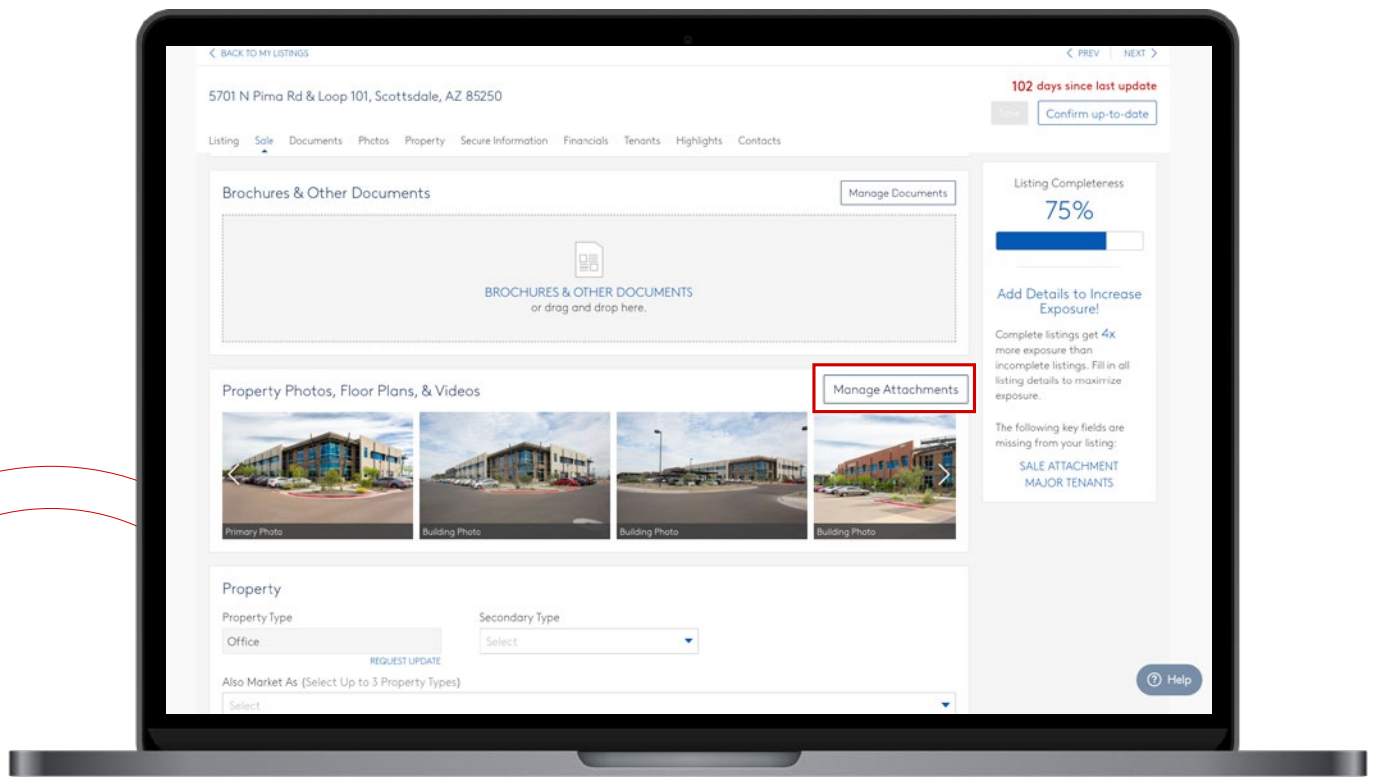 BACK TO MY LISTINGS
PREV NEXT
5701 N Pima Rd & Loop 101, Scottsdale, AZ 85250
102 days since last update
Save Confirm up-to-date
Listing Sale Documents Photos Property Secure Information Financials Tenants Highlights Contacts
Brochures & Other Documents
Manage Documents
BROCHURES & OTHER DOCUMENTS
or drag and drop here.
Property Photos, Floor Plans, & Videos
Manage Attachments
Primary Photo
Building Photo
Building Photo
Building Photo
Property
Property Type
Secondary Type
Office
Select
REQUEST UPDATE
Also Market As (Select Up to 3 Property Types)
Select
Listing Completeness
75%
Add Details to Increase
Exposure!
Complete listings get 4x
more exposure than
incomplete listings. Fill in all
listing details to maximize
exposure.
The following key fields are
missing from your listing:
SALE ATTACHMENT
MAJOR TENANTS
? Help